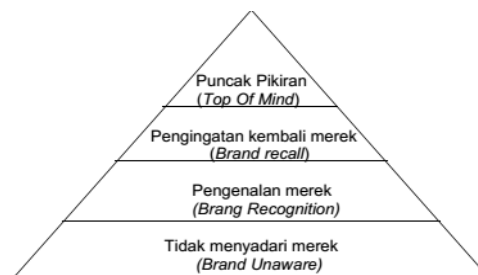 Puncak Pikiran
(Top Of Mind)
Pengingatan kembali merek
(Brand recall)
Pengenalan merek
(Brang Recognition)
Tidak menyadari merek
(Brand Unaware)